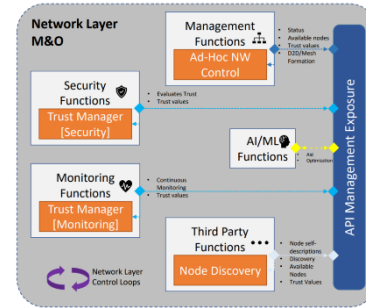 Network Layer
M&O
Management
Functions
Ad-Hoc NW
Control
• Status
• Available nodes
• Trust values
• D2D/Mesh
Formation
Security
Functions
Trust Manager
[Security]
• Evaluates Trust
• Trust values
AI/ML
Functions
Optimization
Monitoring
Functions
Trust Manager
[Monitoring]
• Continuous
Monitoring
• Trust values
Third Party
Functions
Node Discovery
• Node self-
descriptions
• Discovery
• Available
Nodes
• Trust Values
Network Layer
Control Loops
API Management Exposure